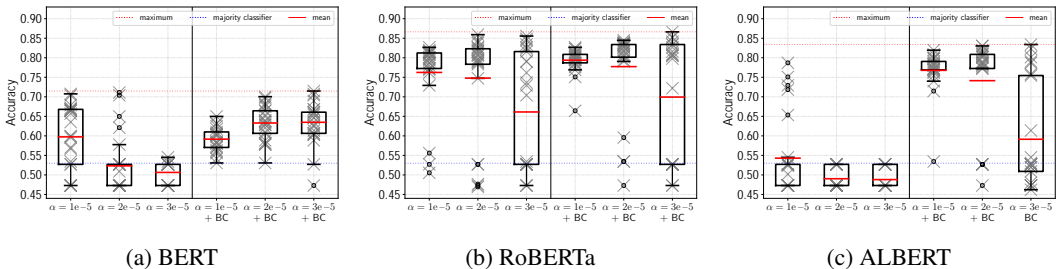 maximum majority classifier mean
Accuracy
0.90
0.85
0.80
0.75
0.70
0.65
0.60
0.55
0.50
0.45
α = 1e-5 α = 2e-5 α = 3e-5 α = 1e-5 α = 2e-5 α = 3e-5
+ BC + BC + BC
(a) BERT
maximum majority classifier mean
Accuracy
0.90
0.85
0.80
0.75
0.70
0.65
0.60
0.55
0.50
0.45
α = 1e-5 α = 2e-5 α = 3e-5 α = 1e-5 α = 2e-5 α = 3e-5
+ BC + BC + BC
(b) RoBERTa
maximum majority classifier mean
Accuracy
0.90
0.85
0.80
0.75
0.70
0.65
0.60
0.55
0.50
0.45
α = 1e-5 α = 2e-5 α = 3e-5 α = 1e-5 α = 2e-5 α = 3e-5
+ BC + BC BC
(c) ALBERT